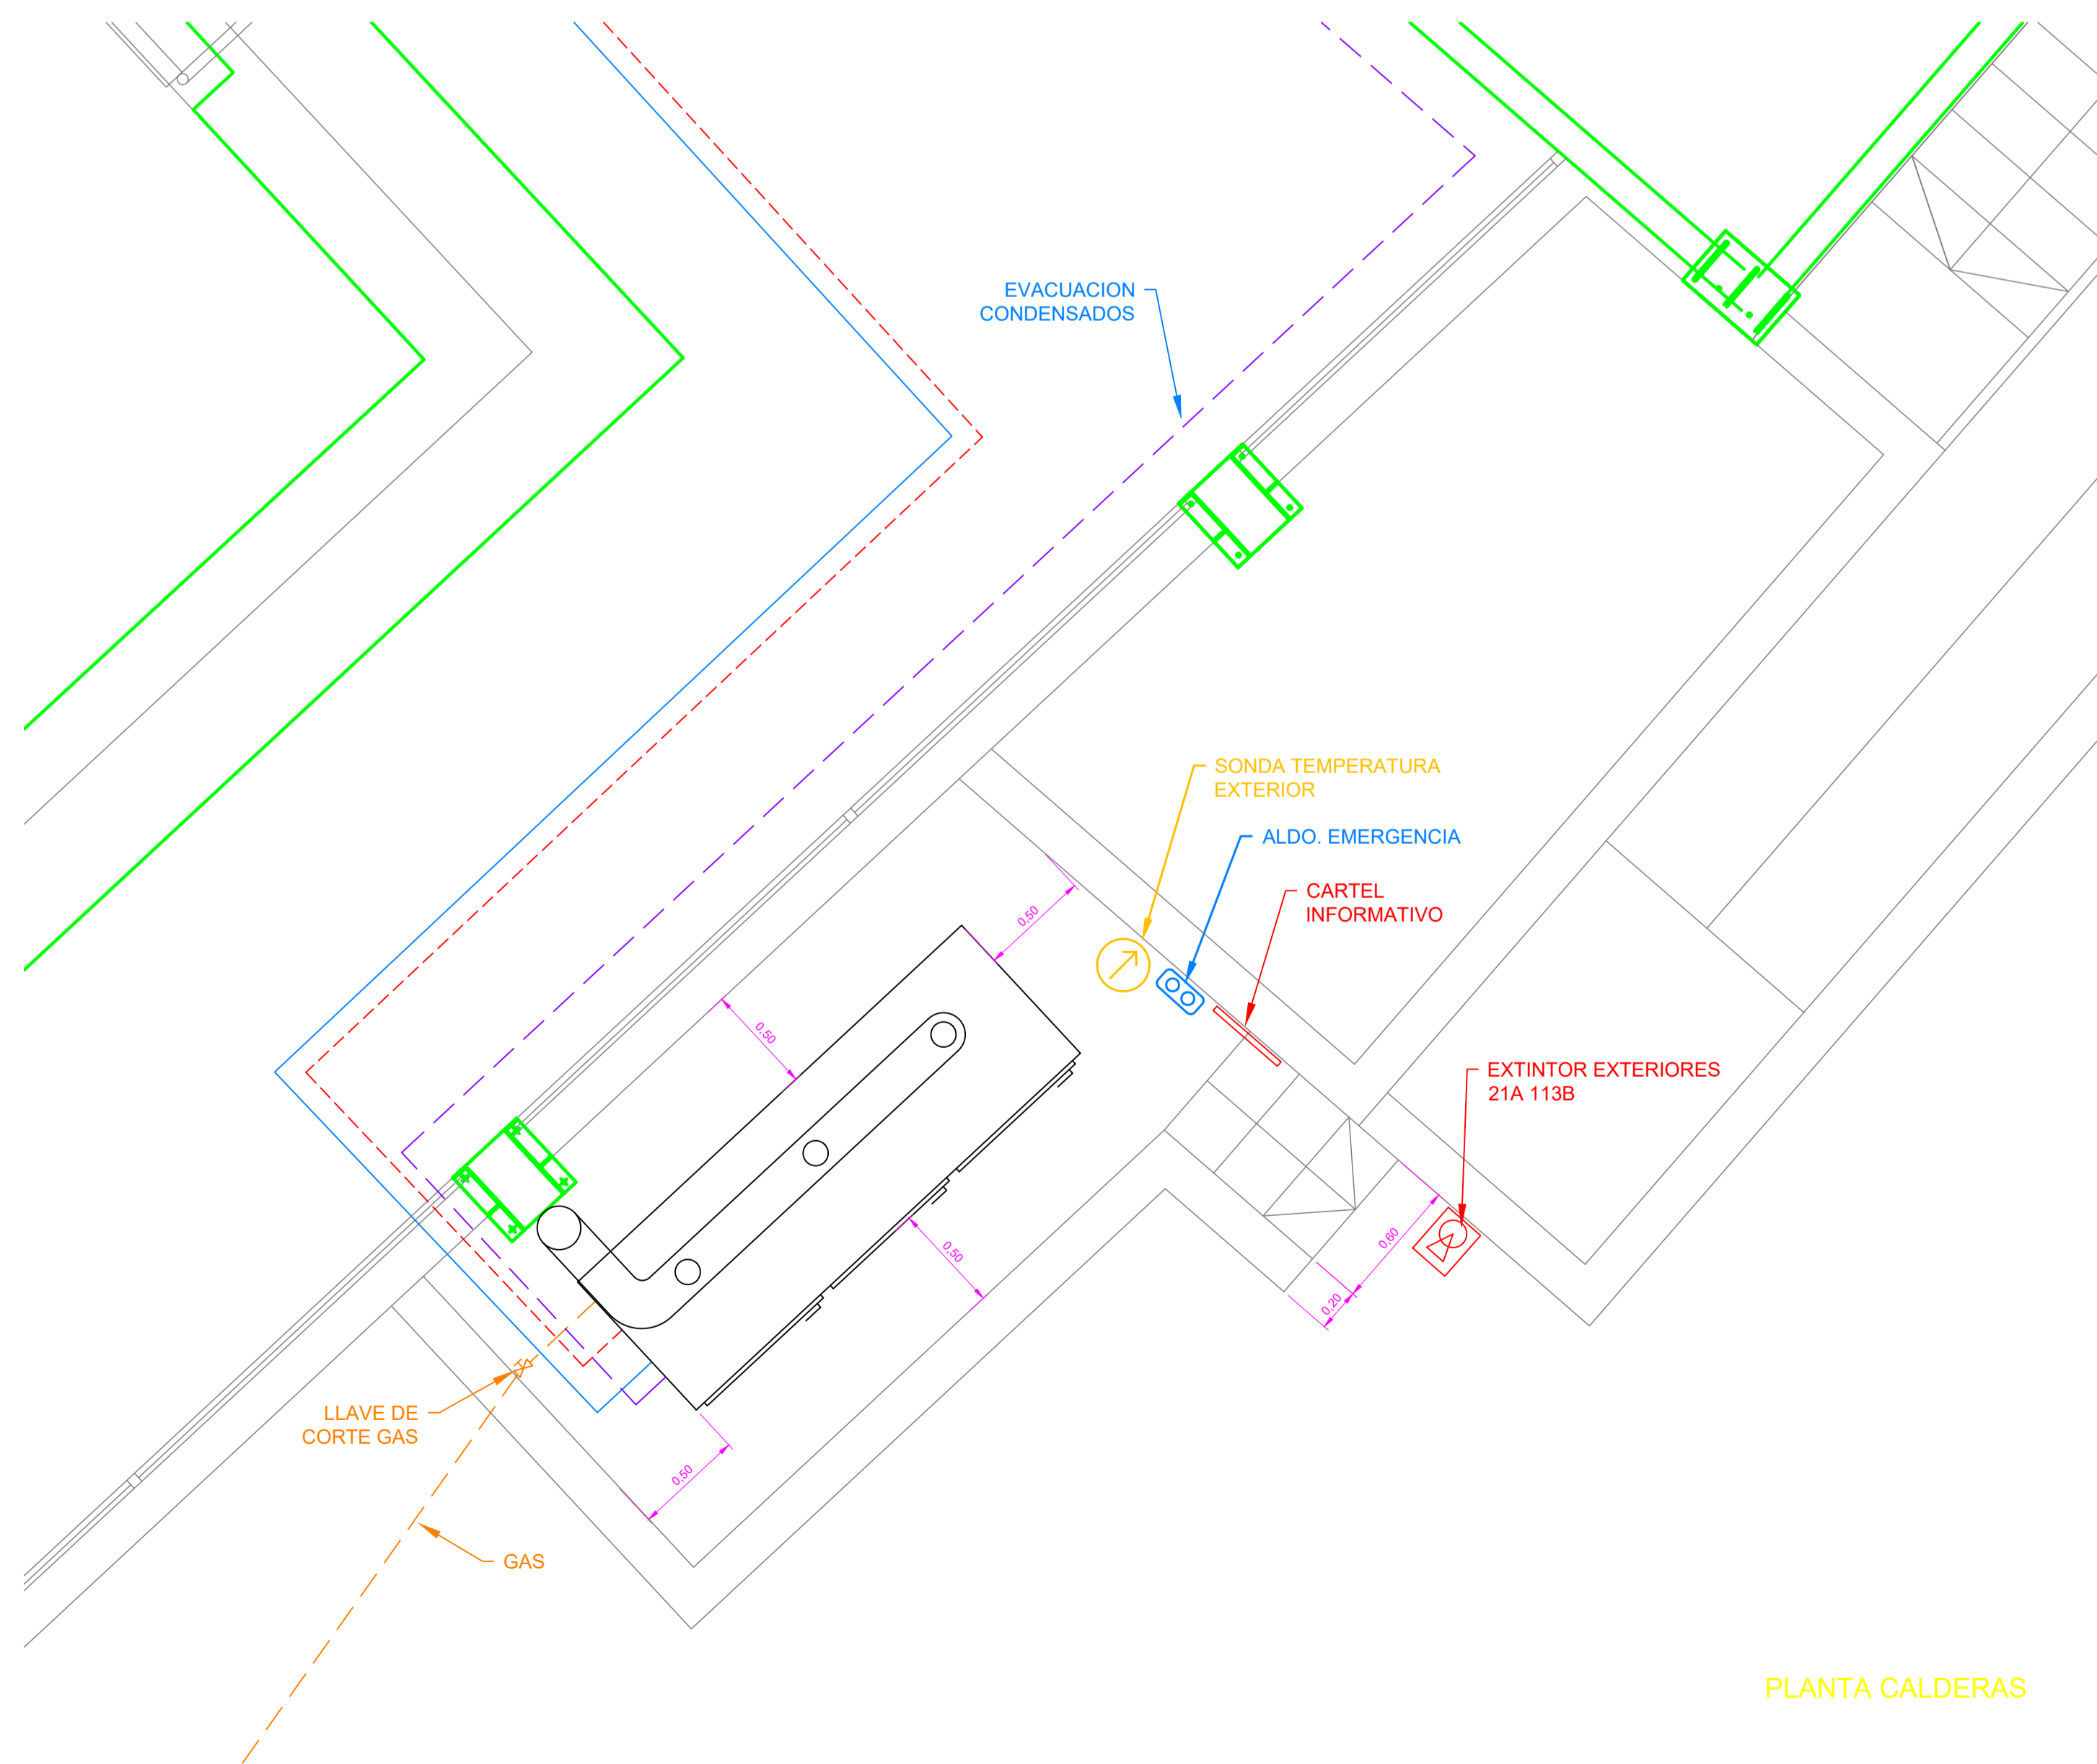 EVACUACION
CONDENSADOS
SONDA TEMPERATURA
EXTERIOR
ALDO. EMERGENCIA
CARTEL
INFORMATIVO
0,50
0,50
EXTINTOR EXTERIORES
21A 113B
0,50
0,60
0,20
LLAVE DE
CORTE GAS
0,50
GAS
PLANTA CALDERAS